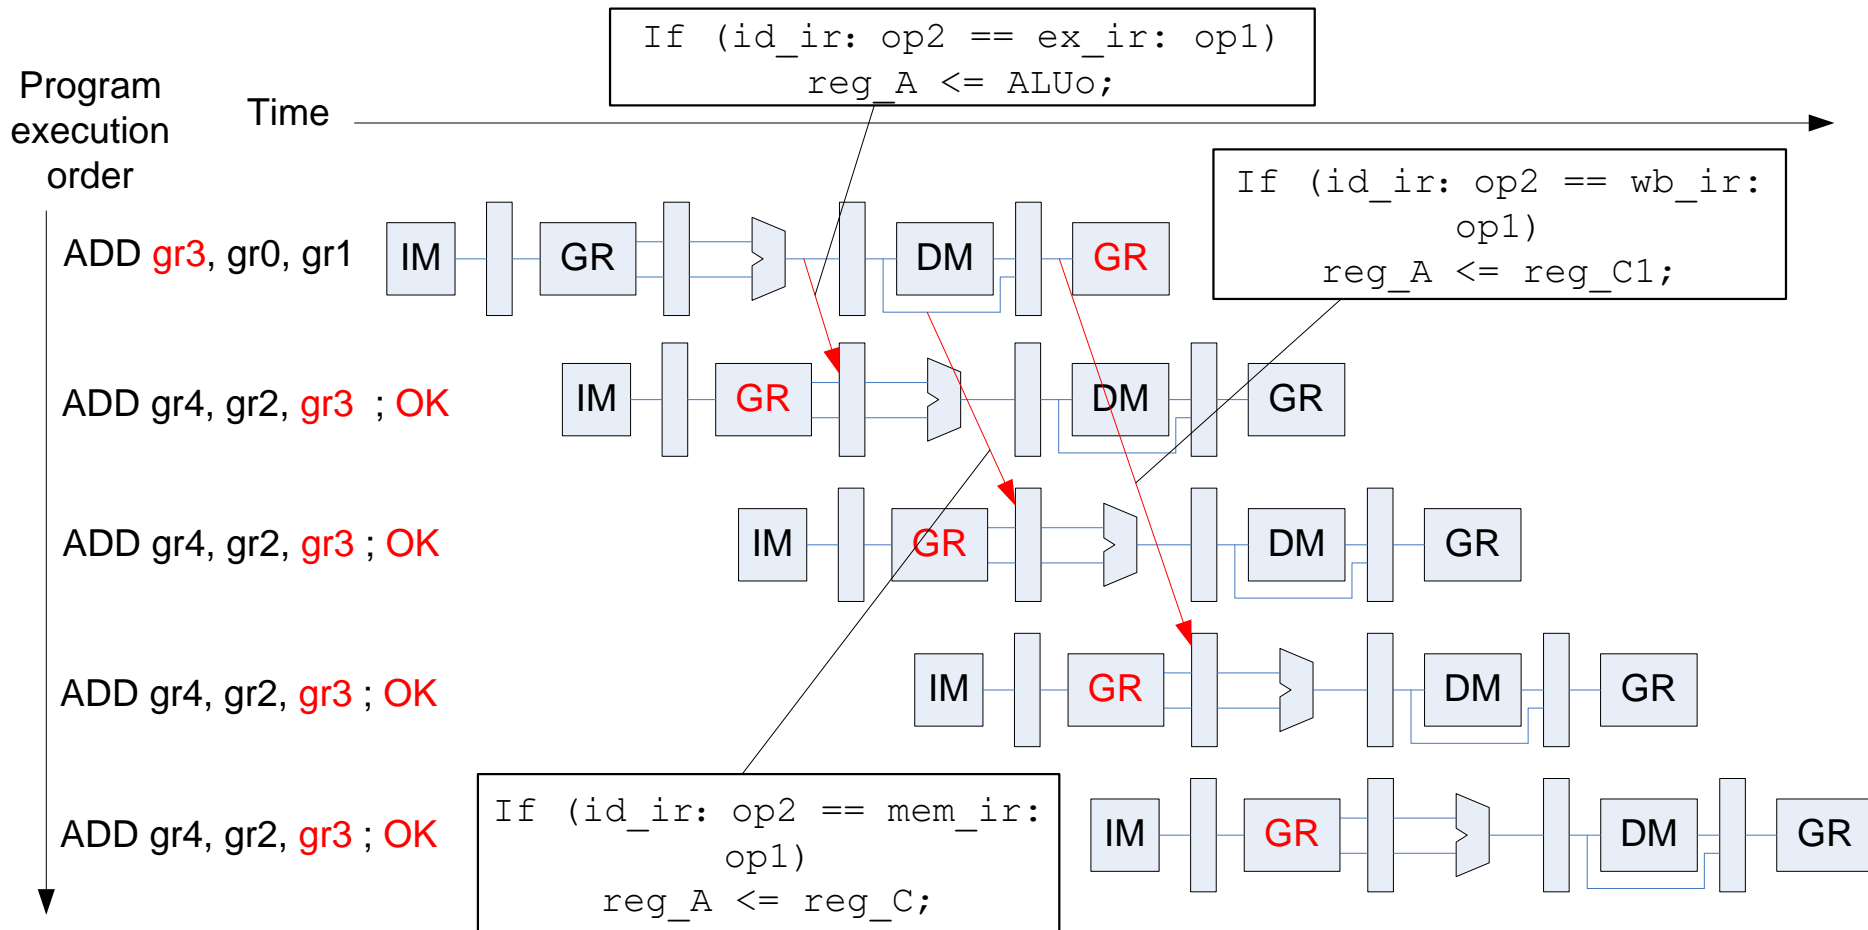 If (id_ir: op2 == ex_ir: op1)
reg_A <= ALUo;
Program
execution
order
Time
If (id_ir: op2 == wb_ir:
op1)
reg_A <= reg_C1;
ADD gr3, gr0, gr1
IM
GR
DM
GR
ADD gr4, gr2, gr3 ; OK
IM
GR
DM
GR
ADD gr4, gr2, gr3 ; OK
IM
GR
DM
GR
ADD gr4, gr2, gr3 ; OK
IM
GR
DM
GR
If (id_ir: op2 == mem_ir:
op1)
reg_A <= reg_C;
ADD gr4, gr2, gr3 ; OK
IM
GR
DM
GR